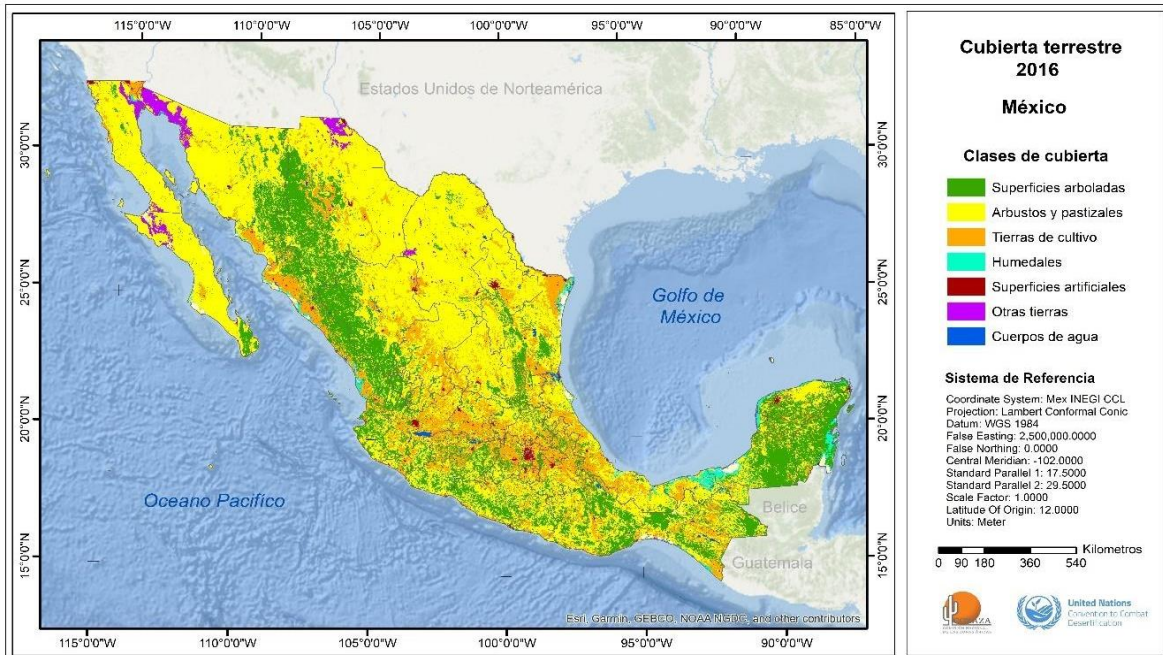 115°0'0"W 110°0'0"W 105°0'0"W 100°0'0"W 95°0'0"W 90°0'0"W 85°0'0"W
Estados Unidos de Norteamérica
30°0'0"N 30°0'0"N
25°0'0"N 25°0'0"N
Golfo de
México
20°0'0"N 20°0'0"N
Oceano Pacifico
Belice
15°0'0"N 15°0'0"N
Guatemala
Esri, Garmin, GEBCO, NOAA NGDC, and other contributors
115°0'0"W 110°0'0"W 105°0'0"W 100°0'0"W 95°0'0"W 90°0'0"W
Cubierta terrestre
2016
México
Clases de cubierta
Superficies arboladas
Arbustos y pastizales
Tierras de cultivo
Humedales
Superficies artificiales
Otras tierras
Cuerpos de agua
Sistema de Referencia
Coordinate System: Mex INEGI CCL
Projection: Lambert Conformal Conic
Datum: WGS 1984
False Easting: 2,500,000.0000
False Northing: 0.0000
Central Meridian: -102.0000
Standard Parallel 1: 17.5000
Standard Parallel 2: 29.5000
Scale Factor: 1.0000
Latitude Of Origin: 12.0000
Units: Meter
Kilometros
0 90 180 360 540
United Nations
Convention to Combat
Desertification